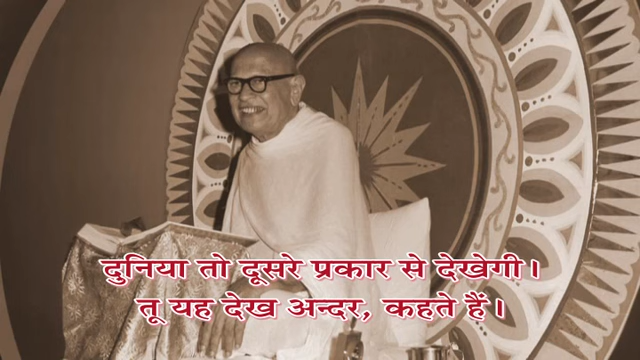 दुनिया तो दूसरे प्रकार से देखेगी।
तू यह देख अन्दर, कहते हैं।